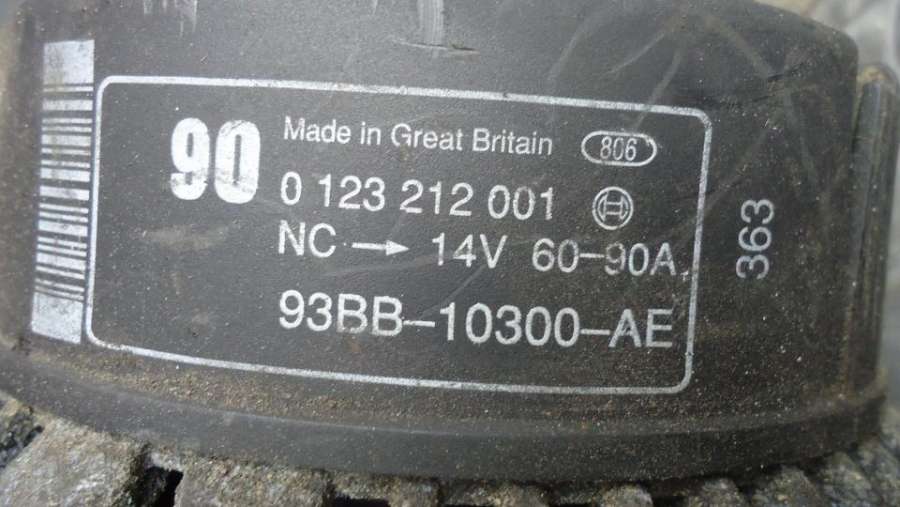 90
Made in Great Britain 806
0 123 212 001
NC → 14V 60-90A
93BB-10300-AE
363